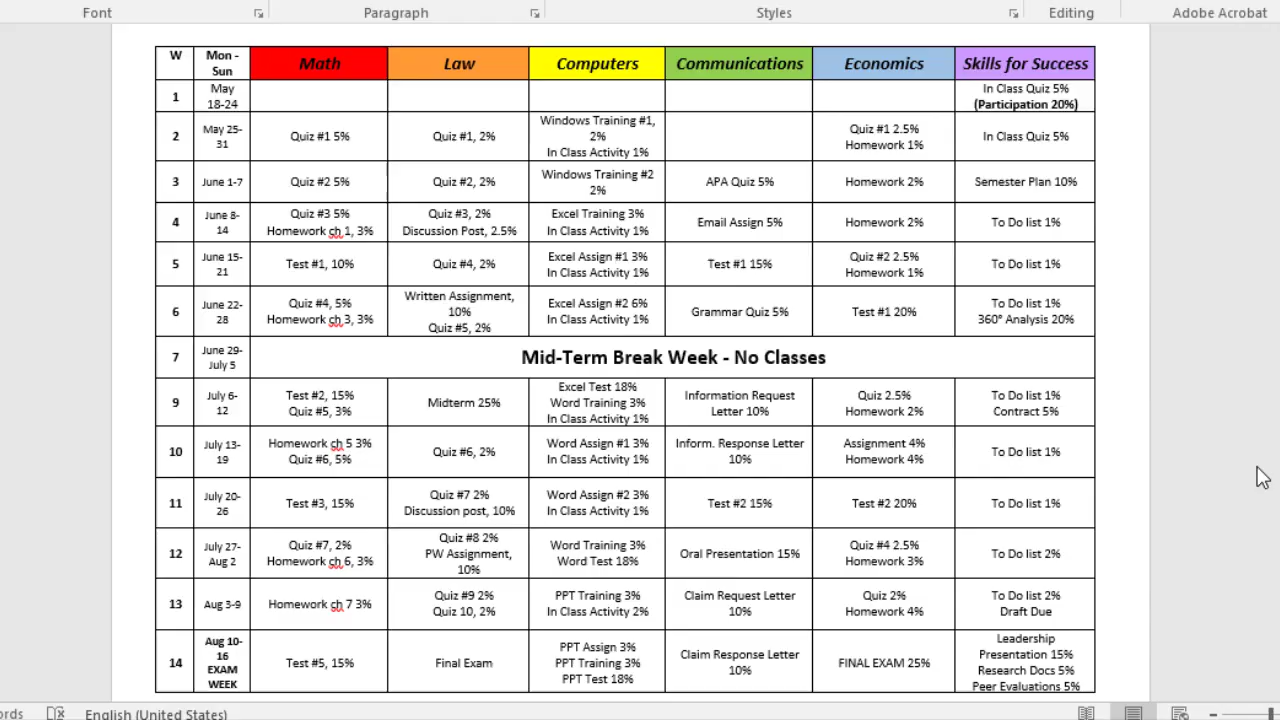 Font Paragraph Styles Editing Adobe Acrobat
W Mon - Sun Math Law Computers Communications Economics Skills for Success
1 May 18-24 In Class Quiz 5% (Participation 20%)
2 May 25-31 Quiz #1 5% Quiz #1, 2% Windows Training #1, 2% In Class Activity 1% Quiz #1 2.5% Homework 1% In Class Quiz 5%
3 June 1-7 Quiz #2 5% Quiz #2, 2% Windows Training #2 2% APA Quiz 5% Homework 2% Semester Plan 10%
4 June 8-14 Quiz #3 5% Homework ch 1, 3% Quiz #3, 2% Discussion Post, 2.5% Excel Training 3% In Class Activity 1% Email Assign 5% Homework 2% To Do list 1%
5 June 15-21 Test #1, 10% Quiz #4, 2% Excel Assign #1 3% In Class Activity 1% Test #1 15% Quiz #2 2.5% Homework 1% To Do list 1%
6 June 22-28 Quiz #4, 5% Homework ch 3, 3% Written Assignment, 10% Quiz #5, 2% Excel Assign #2 6% In Class Activity 1% Grammar Quiz 5% Test #1 20% To Do list 1% 360° Analysis 20%
7 June 29-July 5 Mid-Term Break Week - No Classes
9 July 6-12 Test #2, 15% Quiz #5, 3% Midterm 25% Excel Test 18% Word Training 3% In Class Activity 1% Information Request Letter 10% Quiz 2.5% Homework 2% To Do list 1% Contract 5%
10 July 13-19 Homework ch 5 3% Quiz #6, 5% Quiz #6, 2% Word Assign #1 3% In Class Activity 1% Inform. Response Letter 10% Assignment 4% Homework 4% To Do list 1%
11 July 20-26 Test #3, 15% Quiz #7 2% Discussion post, 10% Word Assign #2 3% In Class Activity 1% Test #2 15% Test #2 20% To Do list 1%
12 July 27-Aug 2 Quiz #7, 2% Homework ch 6, 3% Quiz #8 2% PW Assignment, 10% Word Training 3% Word Test 18% Oral Presentation 15% Quiz #4 2.5% Homework 3% To Do list 2%
13 Aug 3-9 Homework ch 7 3% Quiz #9 2% Quiz 10, 2% PPT Training 3% In Class Activity 2% Claim Request Letter 10% Quiz 2% Homework 4% To Do list 2% Draft Due
14 Aug 10-16 EXAM WEEK Test #5, 15% Final Exam PPT Assign 3% PPT Training 3% PPT Test 18% Claim Response Letter 10% FINAL EXAM 25% Leadership Presentation 15% Research Docs 5% Peer Evaluations 5%
ords English (United States)